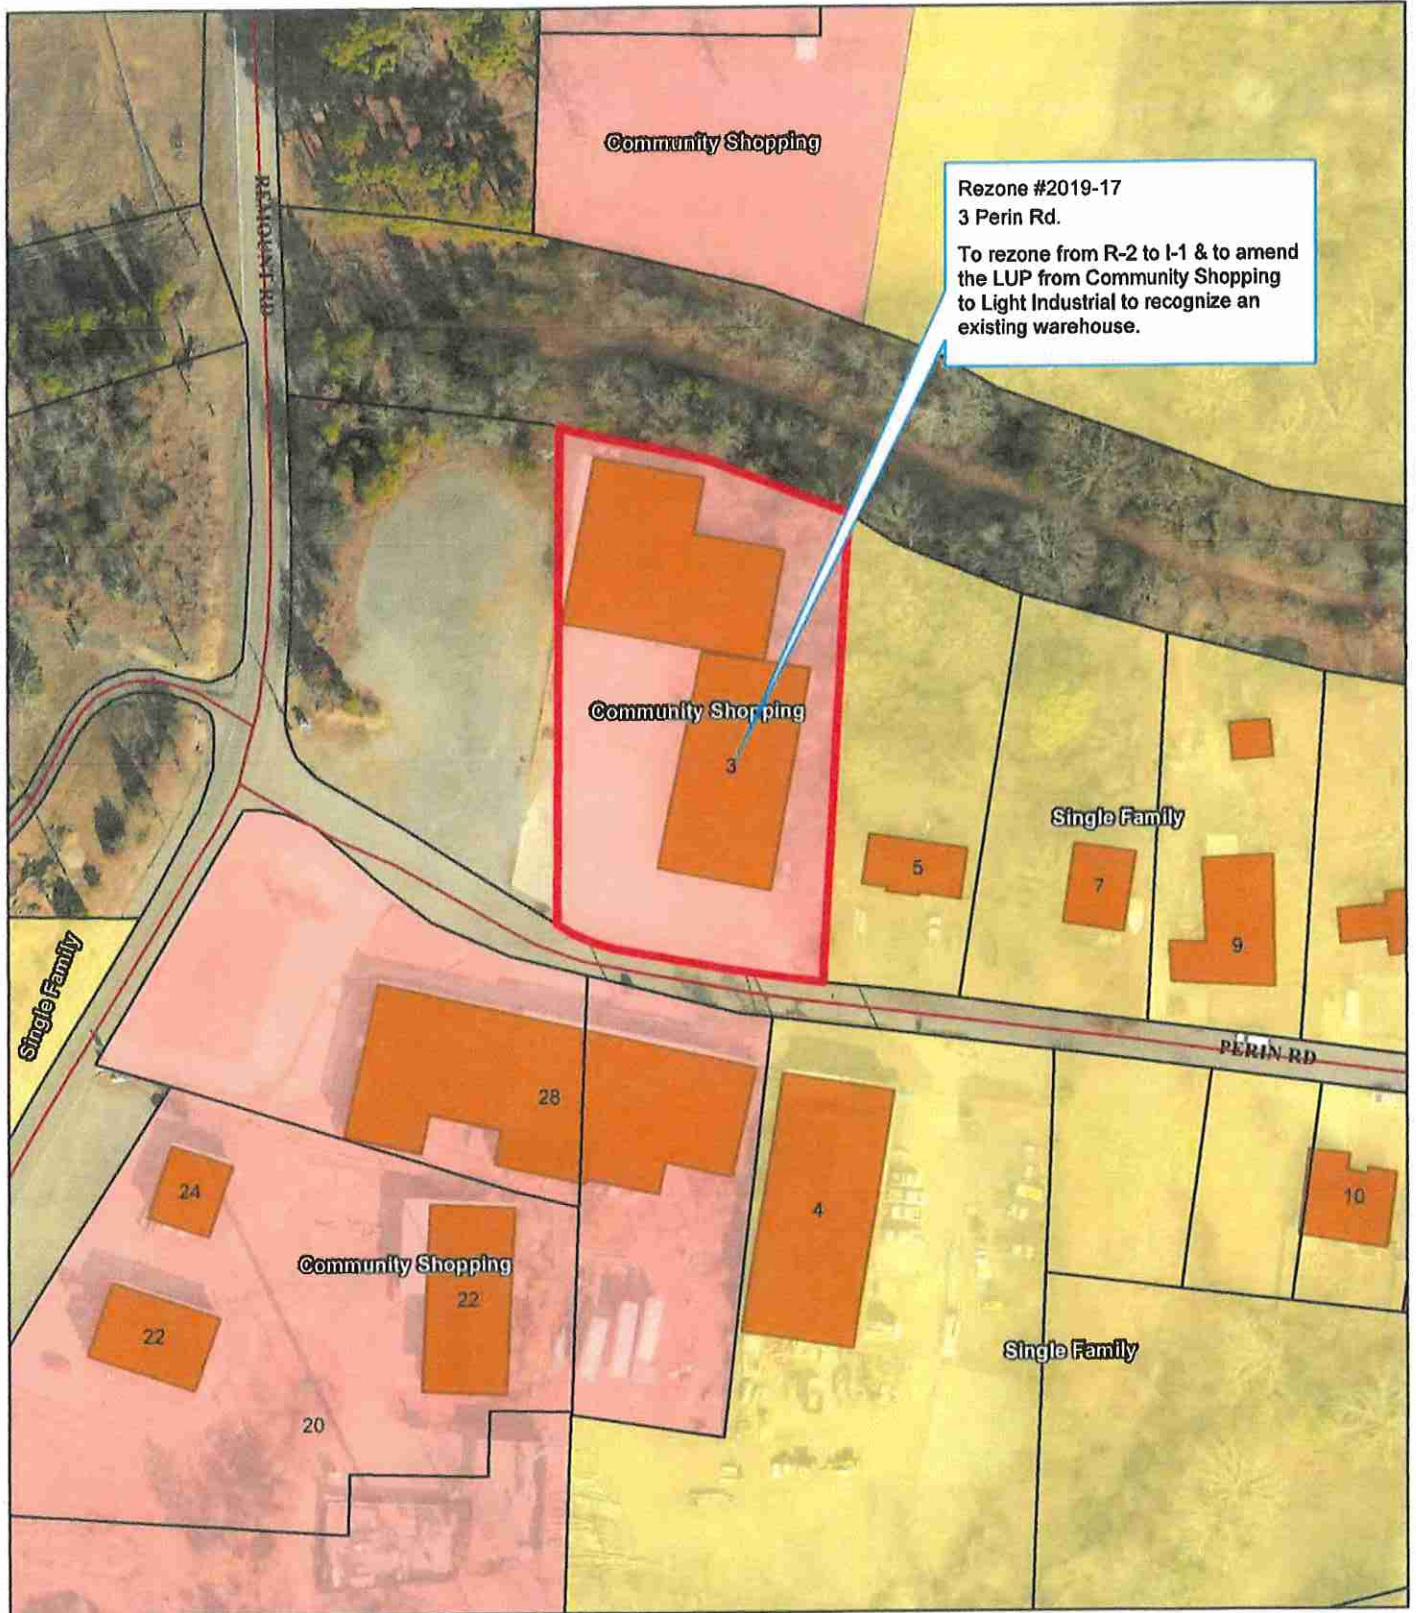 Community Shopping
Rezone #2019-17
3 Perin Rd.
To rezone from R-2 to I-1 & to amend
the LUP from Community Shopping
to Light Industrial to recognize an
existing warehouse.
REMOUNT RD
Community Shopping
3
Single Family
5
7
9
Single Family
PERIN RD
28
24
4
10
Community Shopping
22
22
Single Family
20